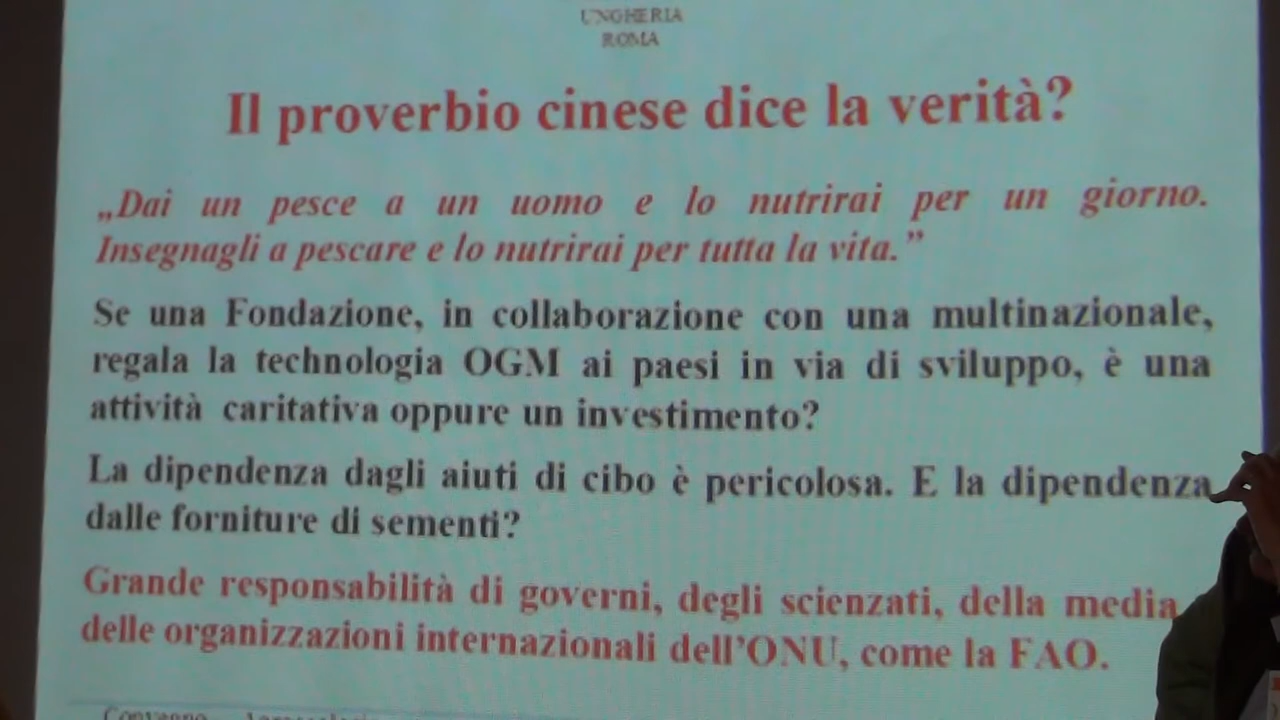 UNGHERIA
ROMA
Il proverbio cinese dice la verità?
„Dai un pesce a un uomo e lo nutrirai per un giorno.
Insegnagli a pescare e lo nutrirai per tutta la vita.”
Se una Fondazione, in collaborazione con una multinazionale,
regala la technologia OGM ai paesi in via di sviluppo, è una
attività caritativa oppure un investimento?
La dipendenza dagli aiuti di cibo è pericolosa. E la dipendenza
dalle forniture di sementi?
Grande responsabilità di governi, degli scienzati, della media
delle organizzazioni internazionali dell'ONU, come la FAO.
Convegno